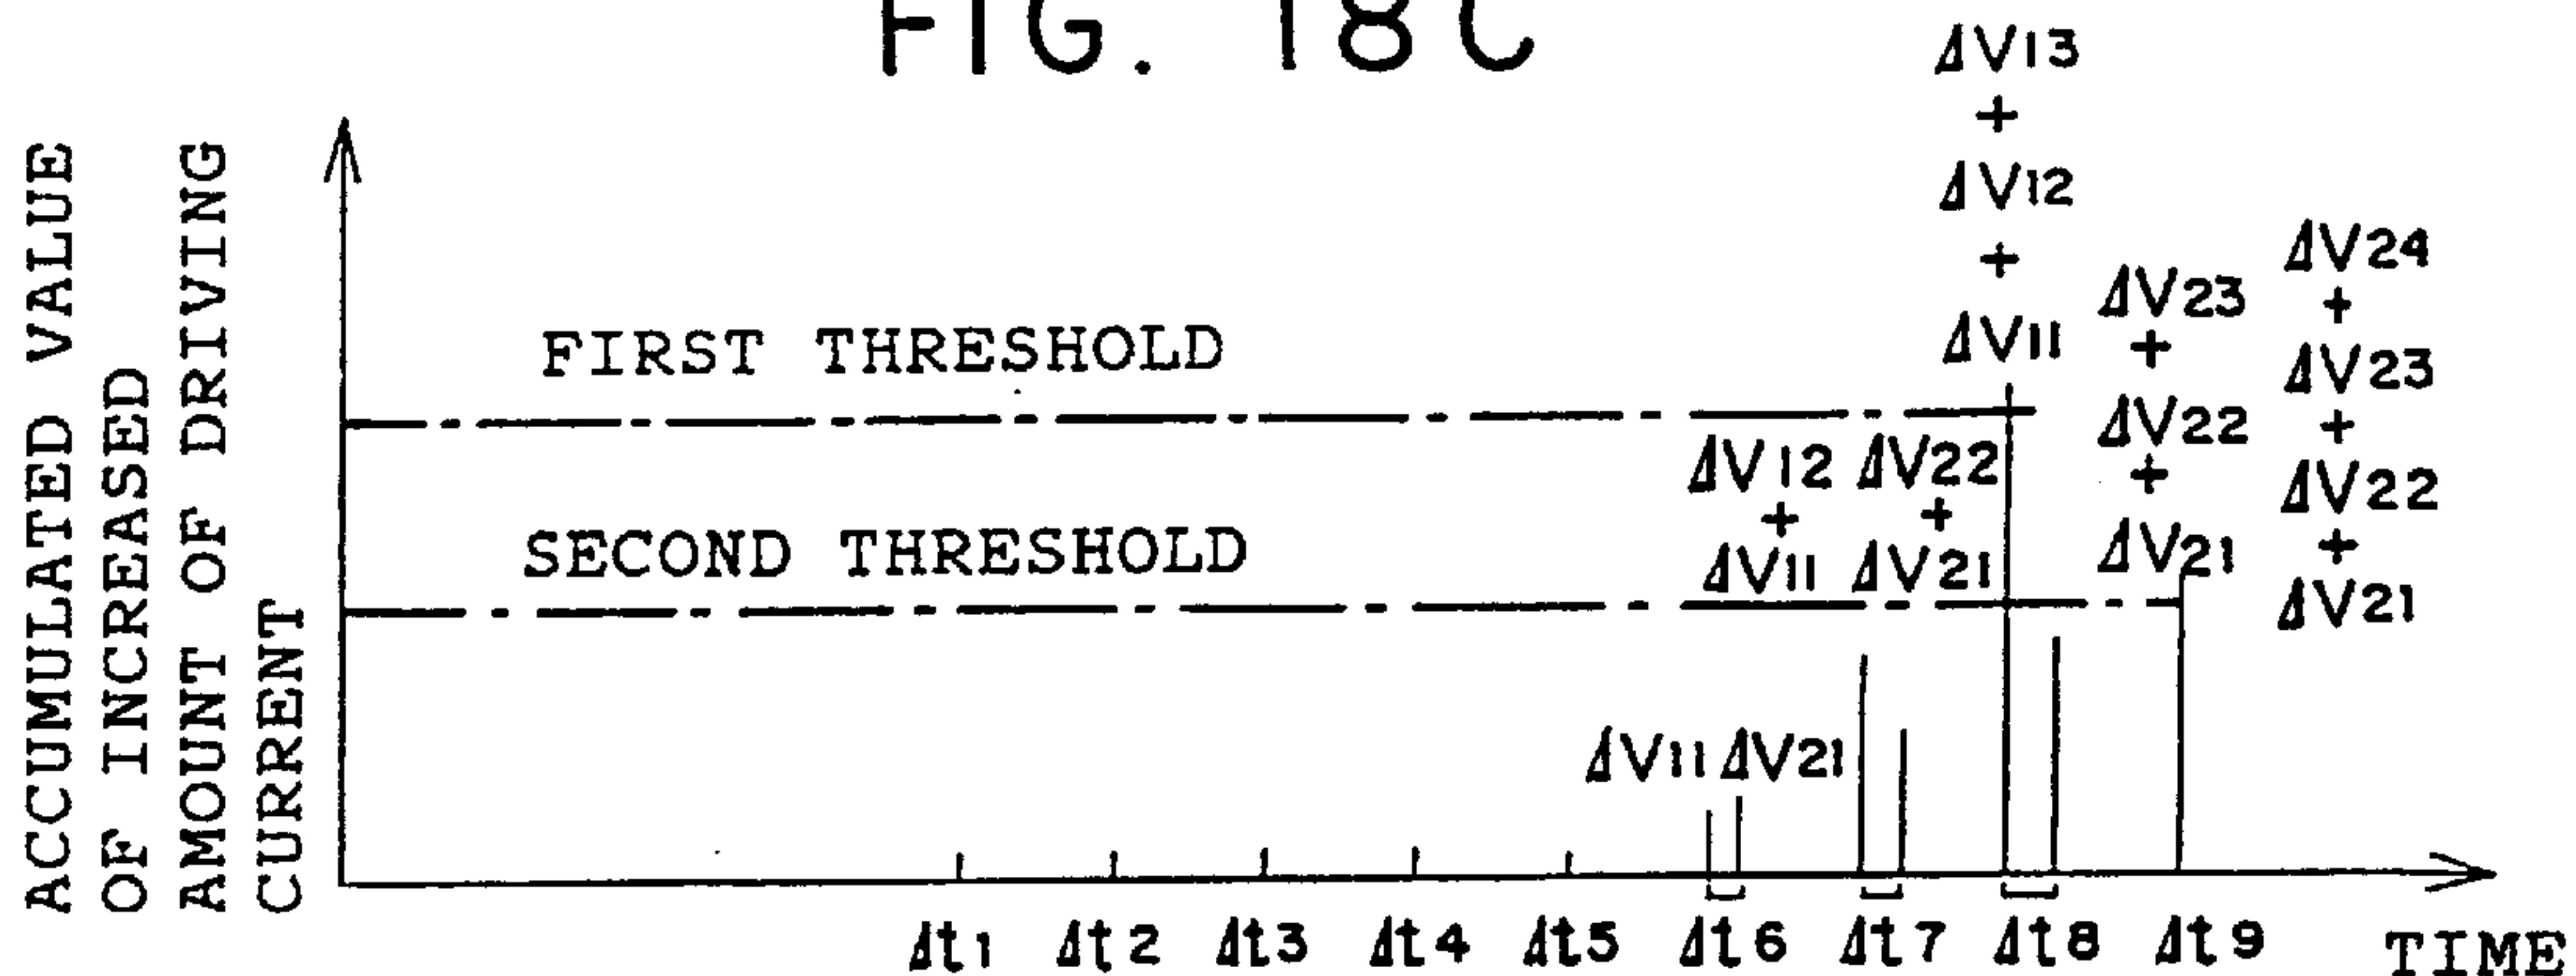 FIG. 18C
ACCUMULATED VALUE
OF INCREASED
AMOUNT OF DRIVING
CURRENT
FIRST THRESHOLD
SECOND THRESHOLD
ΔV11
ΔV21
ΔV12
+
ΔV11
ΔV22
+
ΔV21
ΔV13
+
ΔV12
+
ΔV11
ΔV23
+
ΔV22
+
ΔV21
ΔV24
+
ΔV23
+
ΔV22
+
ΔV21
Δt1 Δt2 Δt3 Δt4 Δt5 Δt6 Δt7 Δt8 Δt9 TIME